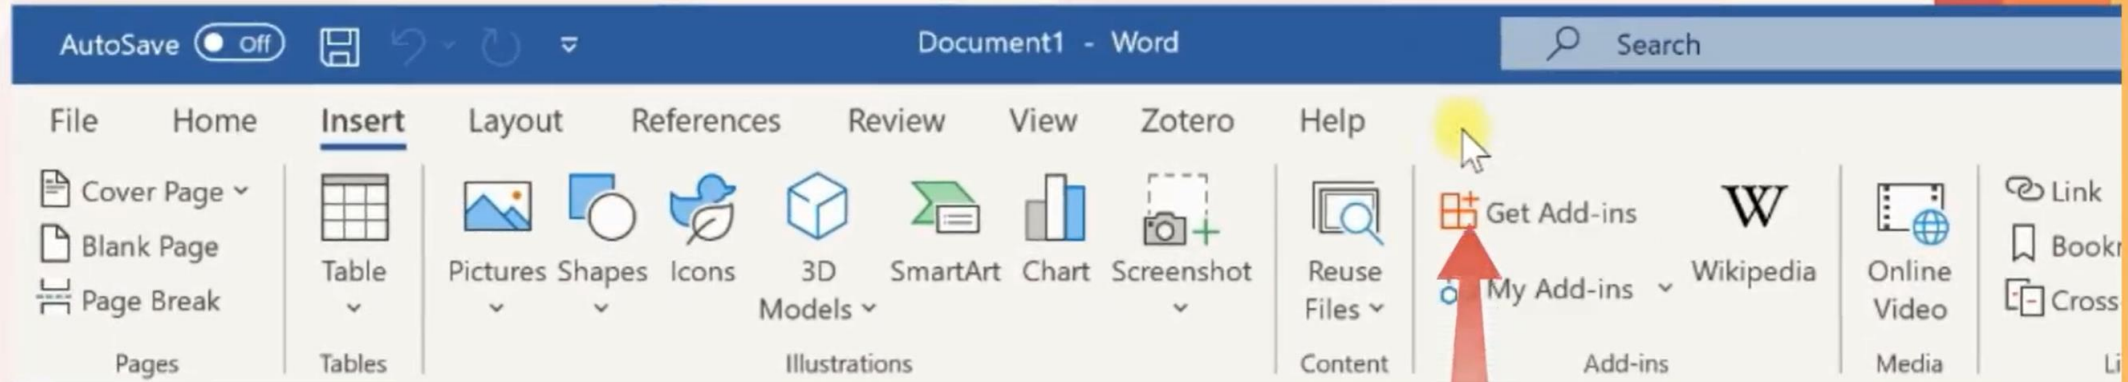 AutoSave Off Document1 - Word Search
File Home Insert Layout References Review View Zotero Help
Cover Page
Blank Page
Page Break
Pages
Table
Tables
Pictures Shapes Icons 3D Models SmartArt Chart Screenshot
Illustrations
Reuse Files
Content
Get Add-ins
My Add-ins
W
Wikipedia
Add-ins
Online Video
Media
Link
Bookr
Cross
Li